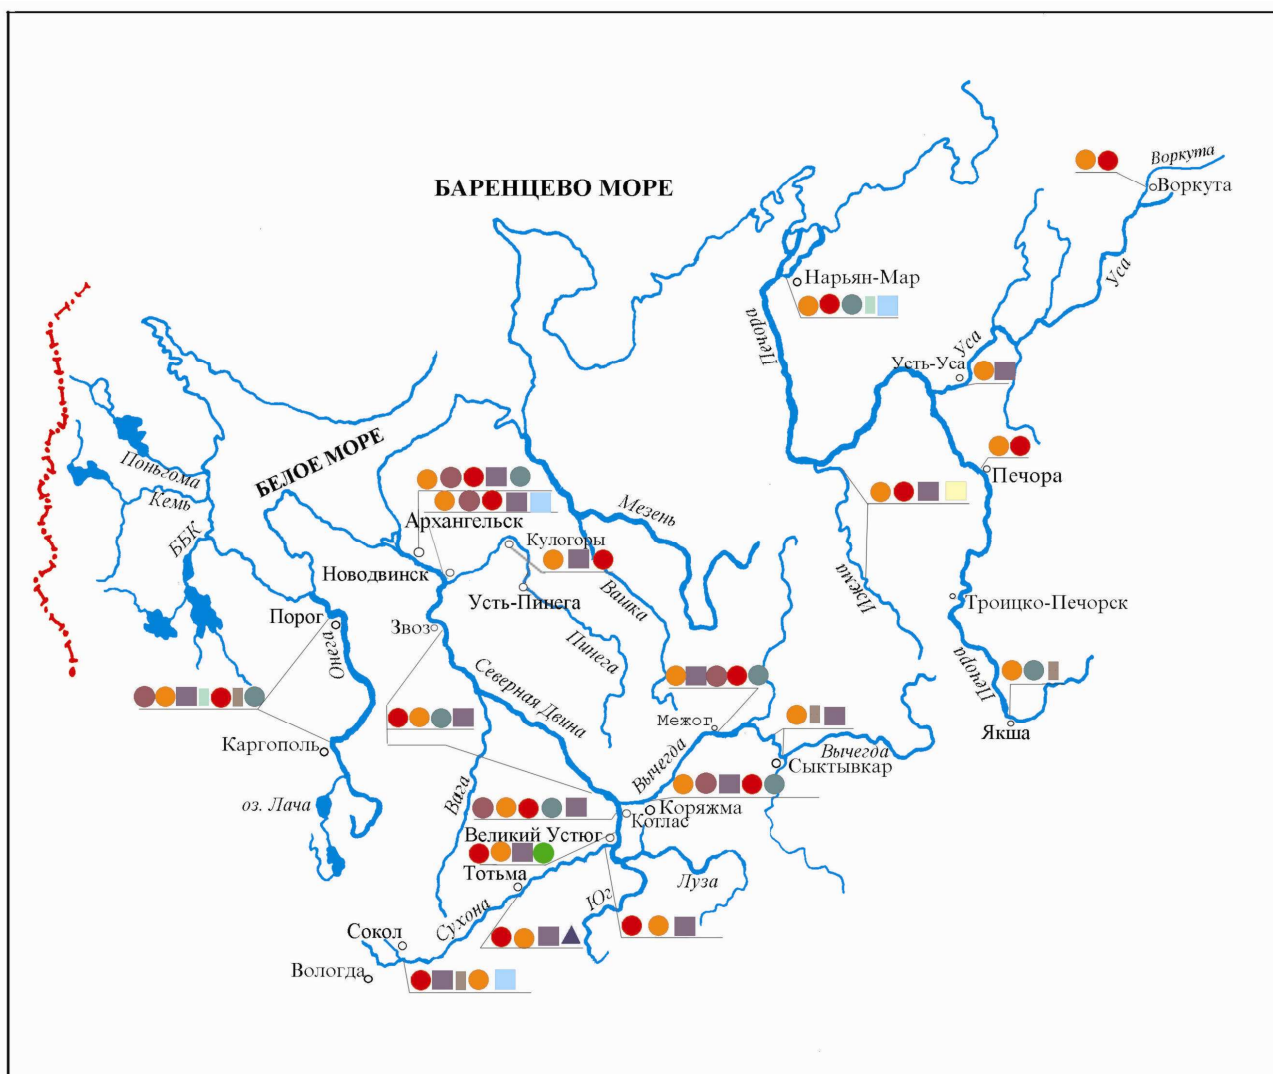 Воркута
Воркута
БАРЕНЦЕВО МОРЕ
Уса
Нарьян-Мар
Печора
Уса
Усть-Уса
БЕЛОЕ МОРЕ
Поньгома
Печора
Кемь
Мезень
ББК
Архангельск
Кулогоры
Новодвинск
Вашка
Ижма
Усть-Пинега
Троицко-Печорск
Порог
Звоз
Онега
Пинега
Северная Двина
Печора
Межог
Якша
Каргополь
Вычегда
Вычегда
Сыктывкар
Вага
оз. Лача
Коряжма
Котлас
Великий Устюг
Тотьма
Луза
Юг
Сухона
Сокол
Вологда